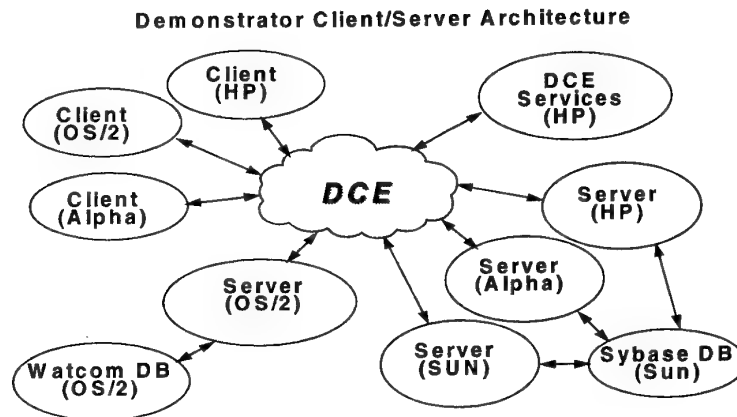 Demonstrator Client/Server Architecture
Client
(HP)
DCE
Services
(HP)
Client
(OS/2)
DCE
Client
(Alpha)
Server
(HP)
Server
(Alpha)
Server
(OS/2)
Server
(SUN)
Sybase DB
(Sun)
Watcom DB
(OS/2)